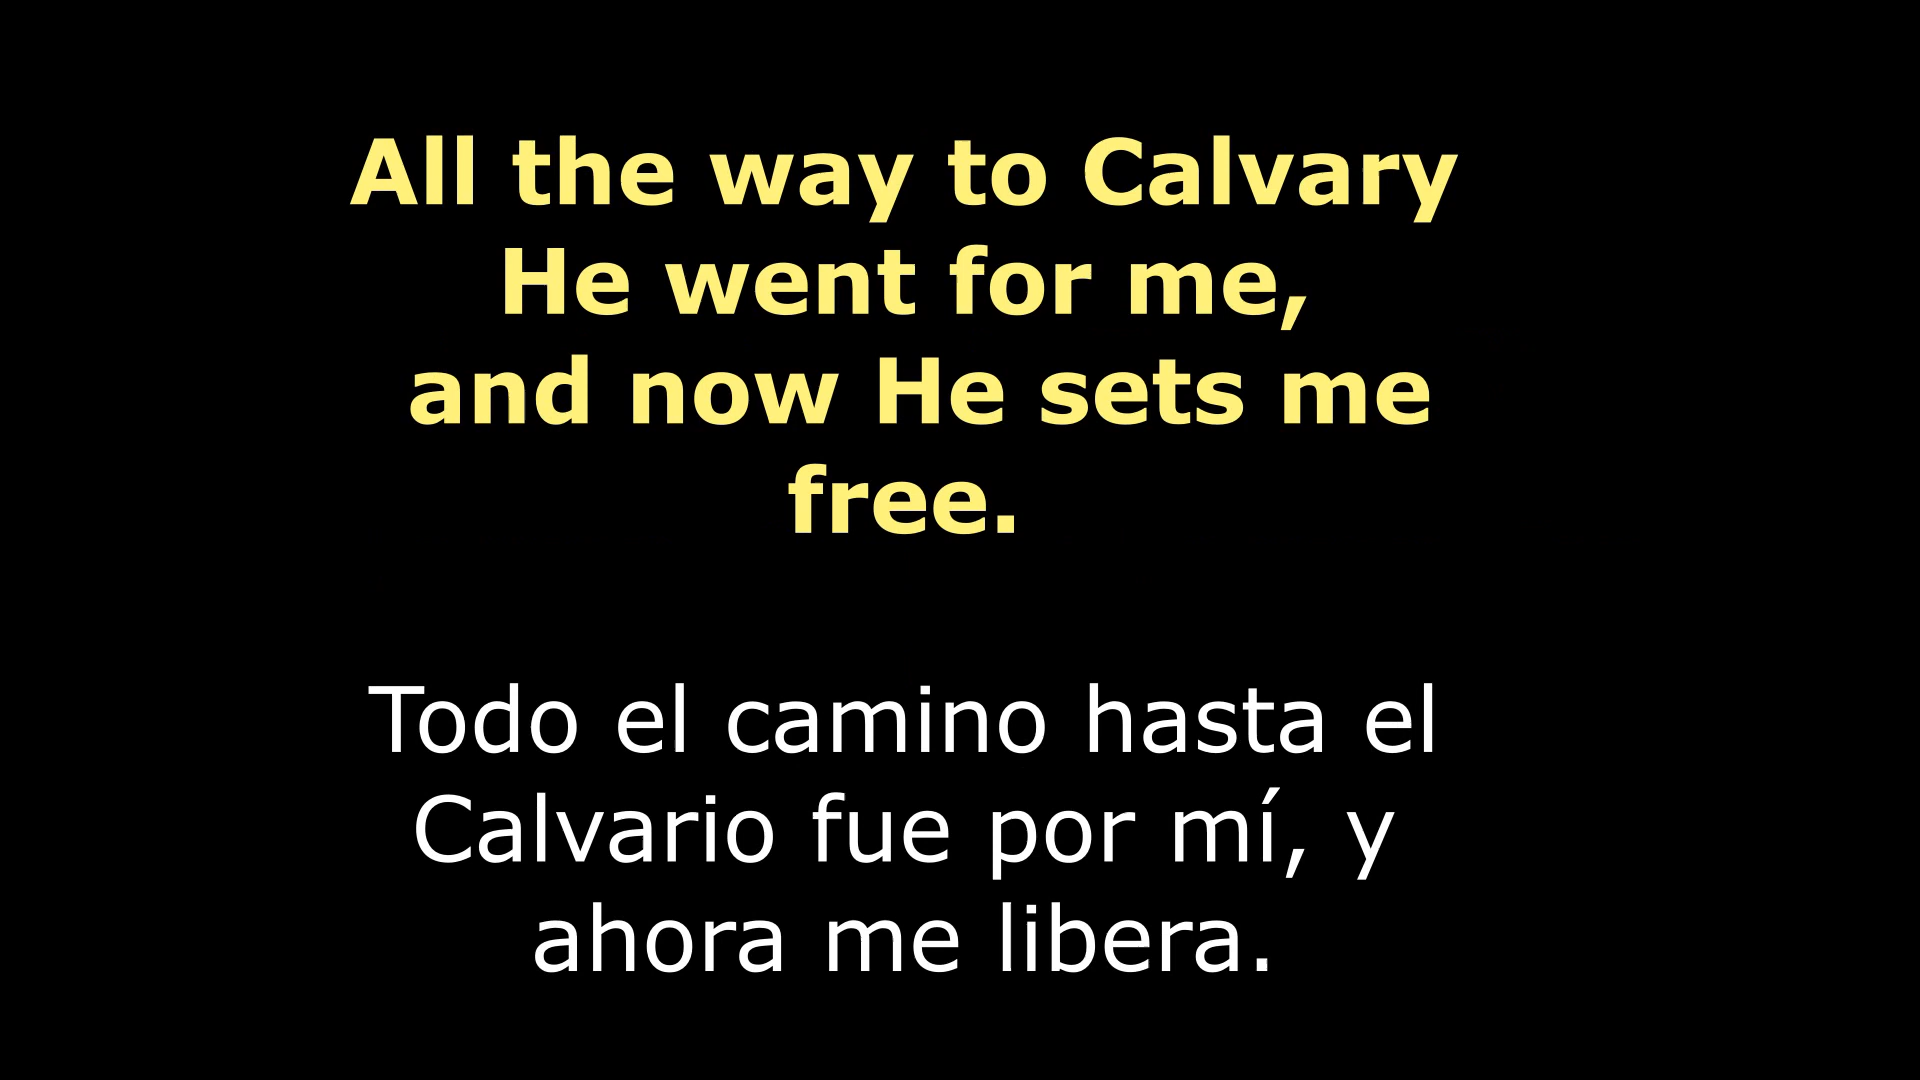 All the way to Calvary
He went for me,
and now He sets me
free.
Todo el camino hasta el
Calvario fue por mí, y
ahora me libera.